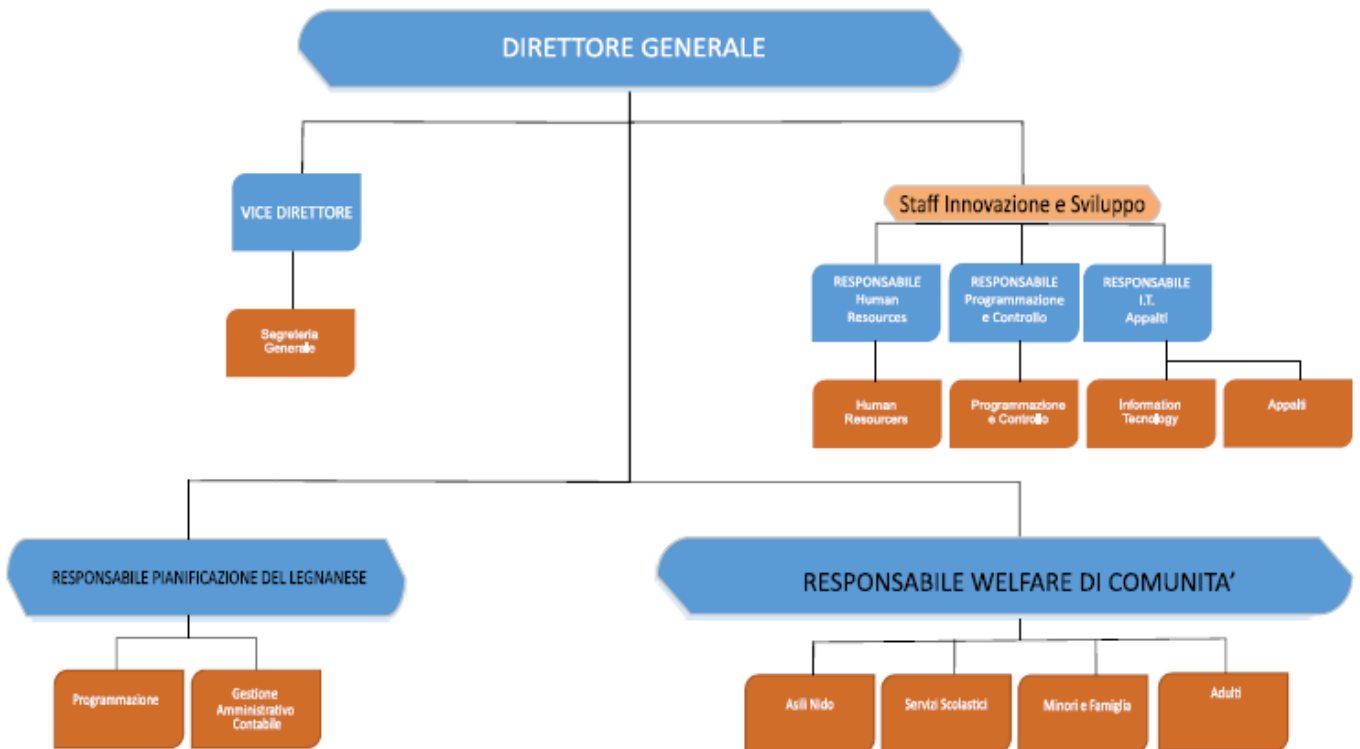 DIRETTORE GENERALE
VICE DIRETTORE
Segreteria
Generale
Staff Innovazione e Sviluppo
RESPONSABILE
Human
Resources
RESPONSABILE
Programmazione
e Controllo
RESPONSABILE
I.T.
Appalti
Human
Resourcers
Programmazione
e Controllo
Information
Tecnology
Appalti
RESPONSABILE PIANIFICAZIONE DEL LEGNANESE
Programmazione
Gestione
Amministrativo
Contabile
RESPONSABILE WELFARE DI COMUNITA'
Asili Nido
Servizi Scolastici
Minori e Famiglia
Adulti